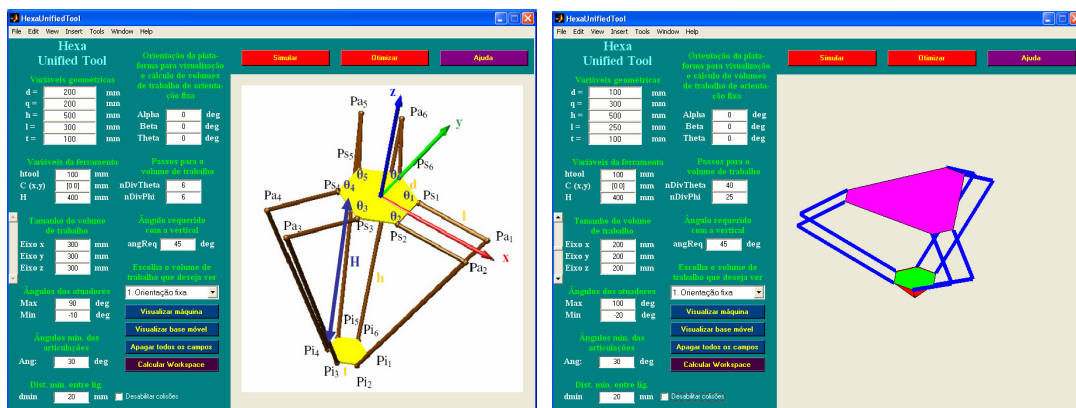 HexaUnifiedTool
File Edit View Insert Tools Window Help
Hexa
Unified Tool
Variáveis geométricas
d = 200 mm
q = 200 mm
h = 500 mm
l = 300 mm
t = 100 mm
Variáveis da ferramenta
htool 100 mm
C (x,y) [0 0] mm
H 400 mm
Tamanho do volume
de trabalho
Eixo x 300 mm
Eixo y 300 mm
Eixo z 300 mm
Ângulos dos atuadores
Max 90 deg
Min -10 deg
Ângulos min. das
articulações
Ang: 30 deg
Dist. min. entre lig.
dmin 20 mm
Orientação da plata-
forma para visualização
e cálculo de volumes
de trabalho de orienta-
ção fixa
Alpha 0 deg
Beta 0 deg
Theta 0 deg
Passos para o
volume de trabalho
nDivTheta 6
nDivPhi 6
Ângulo requerido
com a vertical
angReq 45 deg
Escolha o volume de
trabalho que deseja ver
1. Orientação fixa
Visualizar máquina
Visualizar base móvel
Apagar todos os campos
Calcular Workspace
Desabilitar colisões
Simular
Otimizar
Ajuda
Pa5
z
Pa6
y
Ps5
Ps6
θ5
d
Pa4
Ps4
θ4
θ1
Ps1
θ3
θ2
l
Pa3
Ps3
Ps2
Pa1
x
Pa2
H
h
Pi5
Pi6
Pi4
Pi1
Pi3
t
Pi2
HexaUnifiedTool
File Edit View Insert Tools Window Help
Hexa
Unified Tool
Variáveis geométricas
d = 100 mm
q = 300 mm
h = 500 mm
l = 250 mm
t = 100 mm
Variáveis da ferramenta
htool 100 mm
C (x,y) [0 0] mm
H 400 mm
Tamanho do volume
de trabalho
Eixo x 200 mm
Eixo y 200 mm
Eixo z 200 mm
Ângulos dos atuadores
Max 100 deg
Min -20 deg
Ângulos min. das
articulações
Ang: 30 deg
Dist. min. entre lig.
dmin 20 mm
Orientação da plata-
forma para visualização
e cálculo de volumes
de trabalho de orienta-
ção fixa
Alpha 0 deg
Beta 0 deg
Theta 0 deg
Passos para o
volume de trabalho
nDivTheta 40
nDivPhi 25
Ângulo requerido
com a vertical
angReq 45 deg
Escolha o volume de
trabalho que deseja ver
1. Orientação fixa
Visualizar máquina
Visualizar base móvel
Apagar todos os campos
Calcular Workspace
Desabilitar colisões
Simular
Otimizar
Ajuda